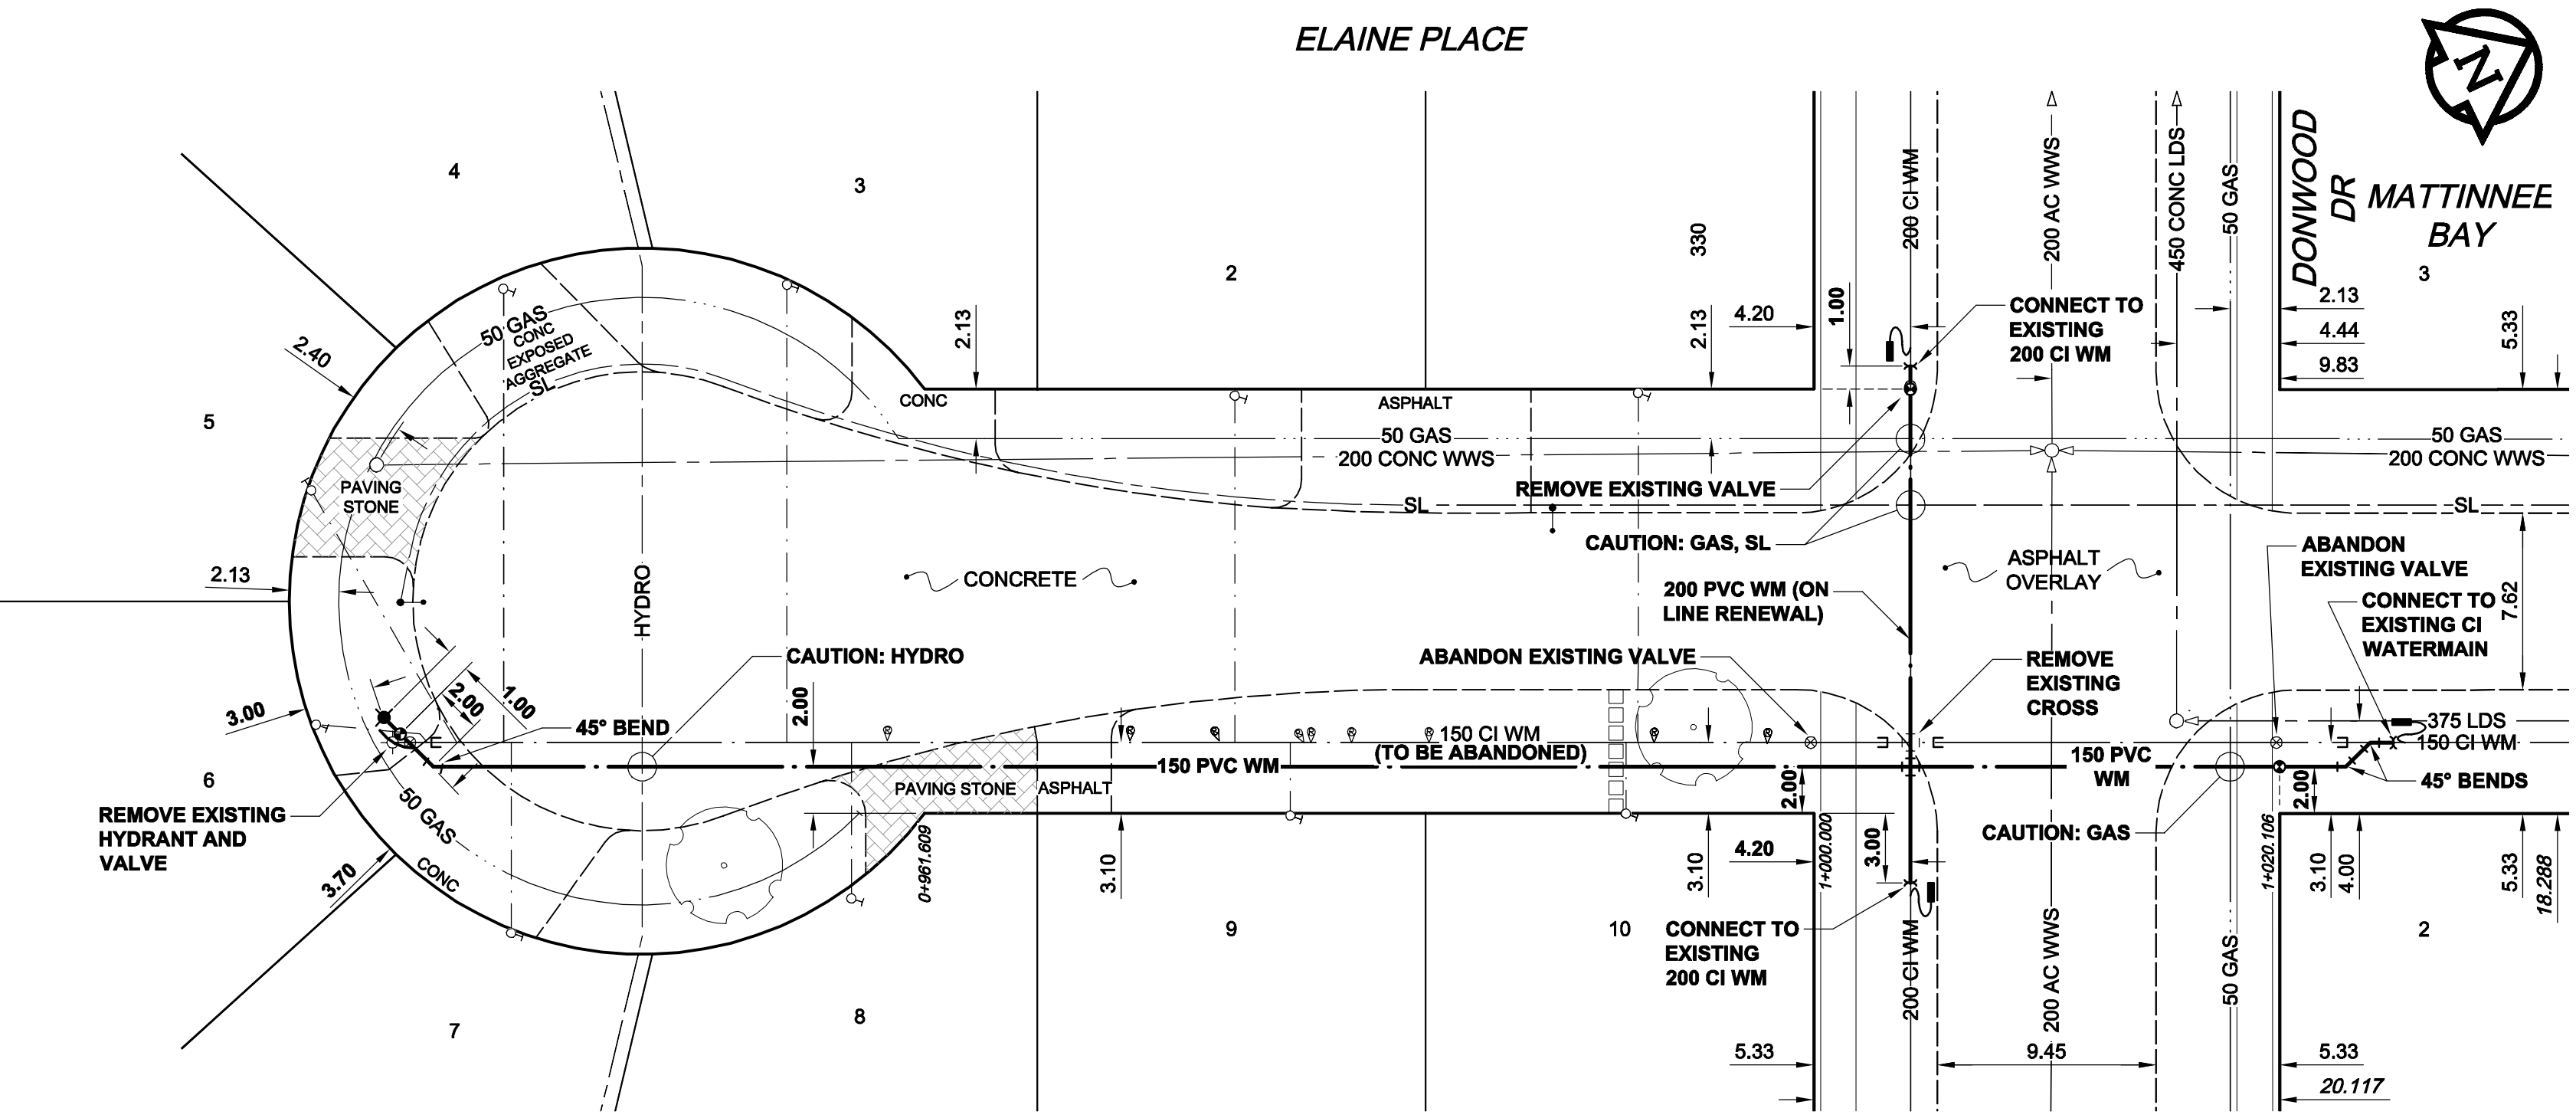 ELAINE PLACE
N
DONWOOD
DR
MATTINNEE
BAY
4
3
2
330
200 CI WM
200 AC WWS
450 CONC LDS
50 GAS
3
2.13
4.44
9.83
5.33
2.40
50 GAS
CONC
EXPOSED
AGGREGATE
SL
2.13
2.13
4.20
1.00
CONNECT TO
EXISTING
200 CI WM
CONC
ASPHALT
5
50 GAS
200 CONC WWS
50 GAS
200 CONC WWS
PAVING
STONE
REMOVE EXISTING VALVE
SL
SL
CAUTION: GAS, SL
ABANDON
EXISTING VALVE
2.13
HYDRO
CONCRETE
ASPHALT
OVERLAY
200 PVC WM (ON
LINE RENEWAL)
CONNECT TO
EXISTING CI
WATERMAIN
7.62
CAUTION: HYDRO
ABANDON EXISTING VALVE
REMOVE
EXISTING
CROSS
2.00
1.00
3.00
45° BEND
2.00
150 CI WM
(TO BE ABANDONED)
375 LDS
150 CI WM
150 PVC WM
150 PVC
WM
45° BENDS
6
REMOVE EXISTING
HYDRANT AND
VALVE
50 GAS
PAVING STONE
ASPHALT
2.00
2.00
CAUTION: GAS
3.70
CONC
0+961.609
3.10
3.10
4.20
1+000.000
3.00
1+020.106
3.10
4.00
5.33
18.288
7
8
9
10
CONNECT TO
EXISTING
200 CI WM
200 CI WM
200 AC WWS
50 GAS
2
5.33
9.45
5.33
20.117